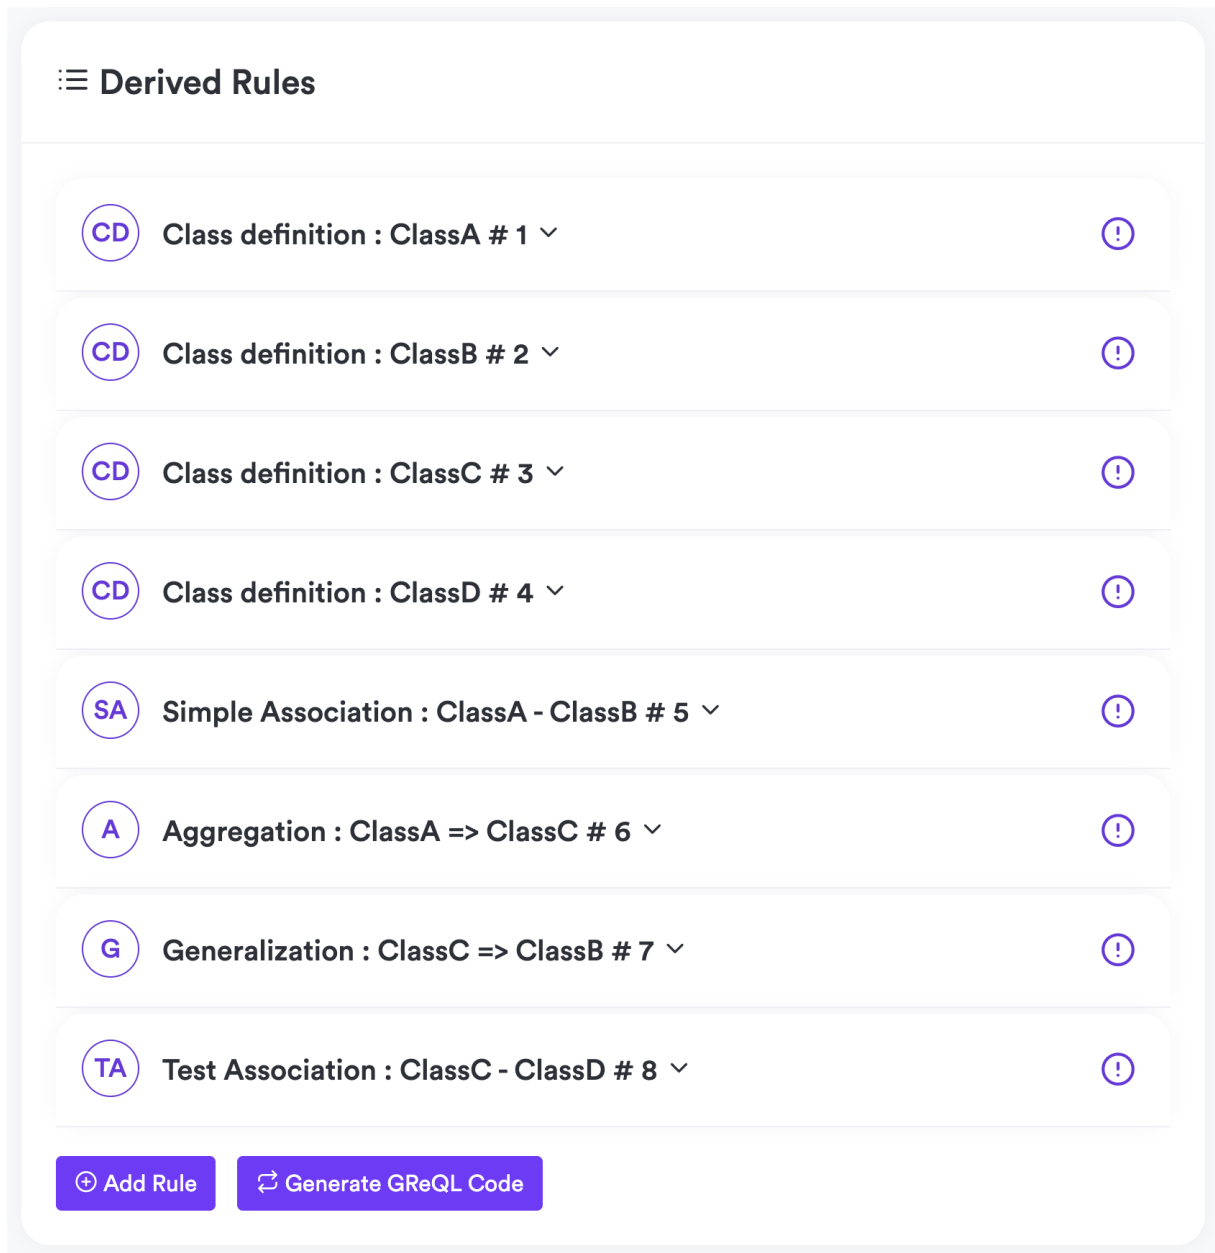 Derived Rules
CD Class definition : ClassA # 1
CD Class definition : ClassB # 2
CD Class definition : ClassC # 3
CD Class definition : ClassD # 4
SA Simple Association : ClassA - ClassB # 5
A Aggregation : ClassA => ClassC # 6
G Generalization : ClassC => ClassB # 7
TA Test Association : ClassC - ClassD # 8
Add Rule Generate GReQL Code